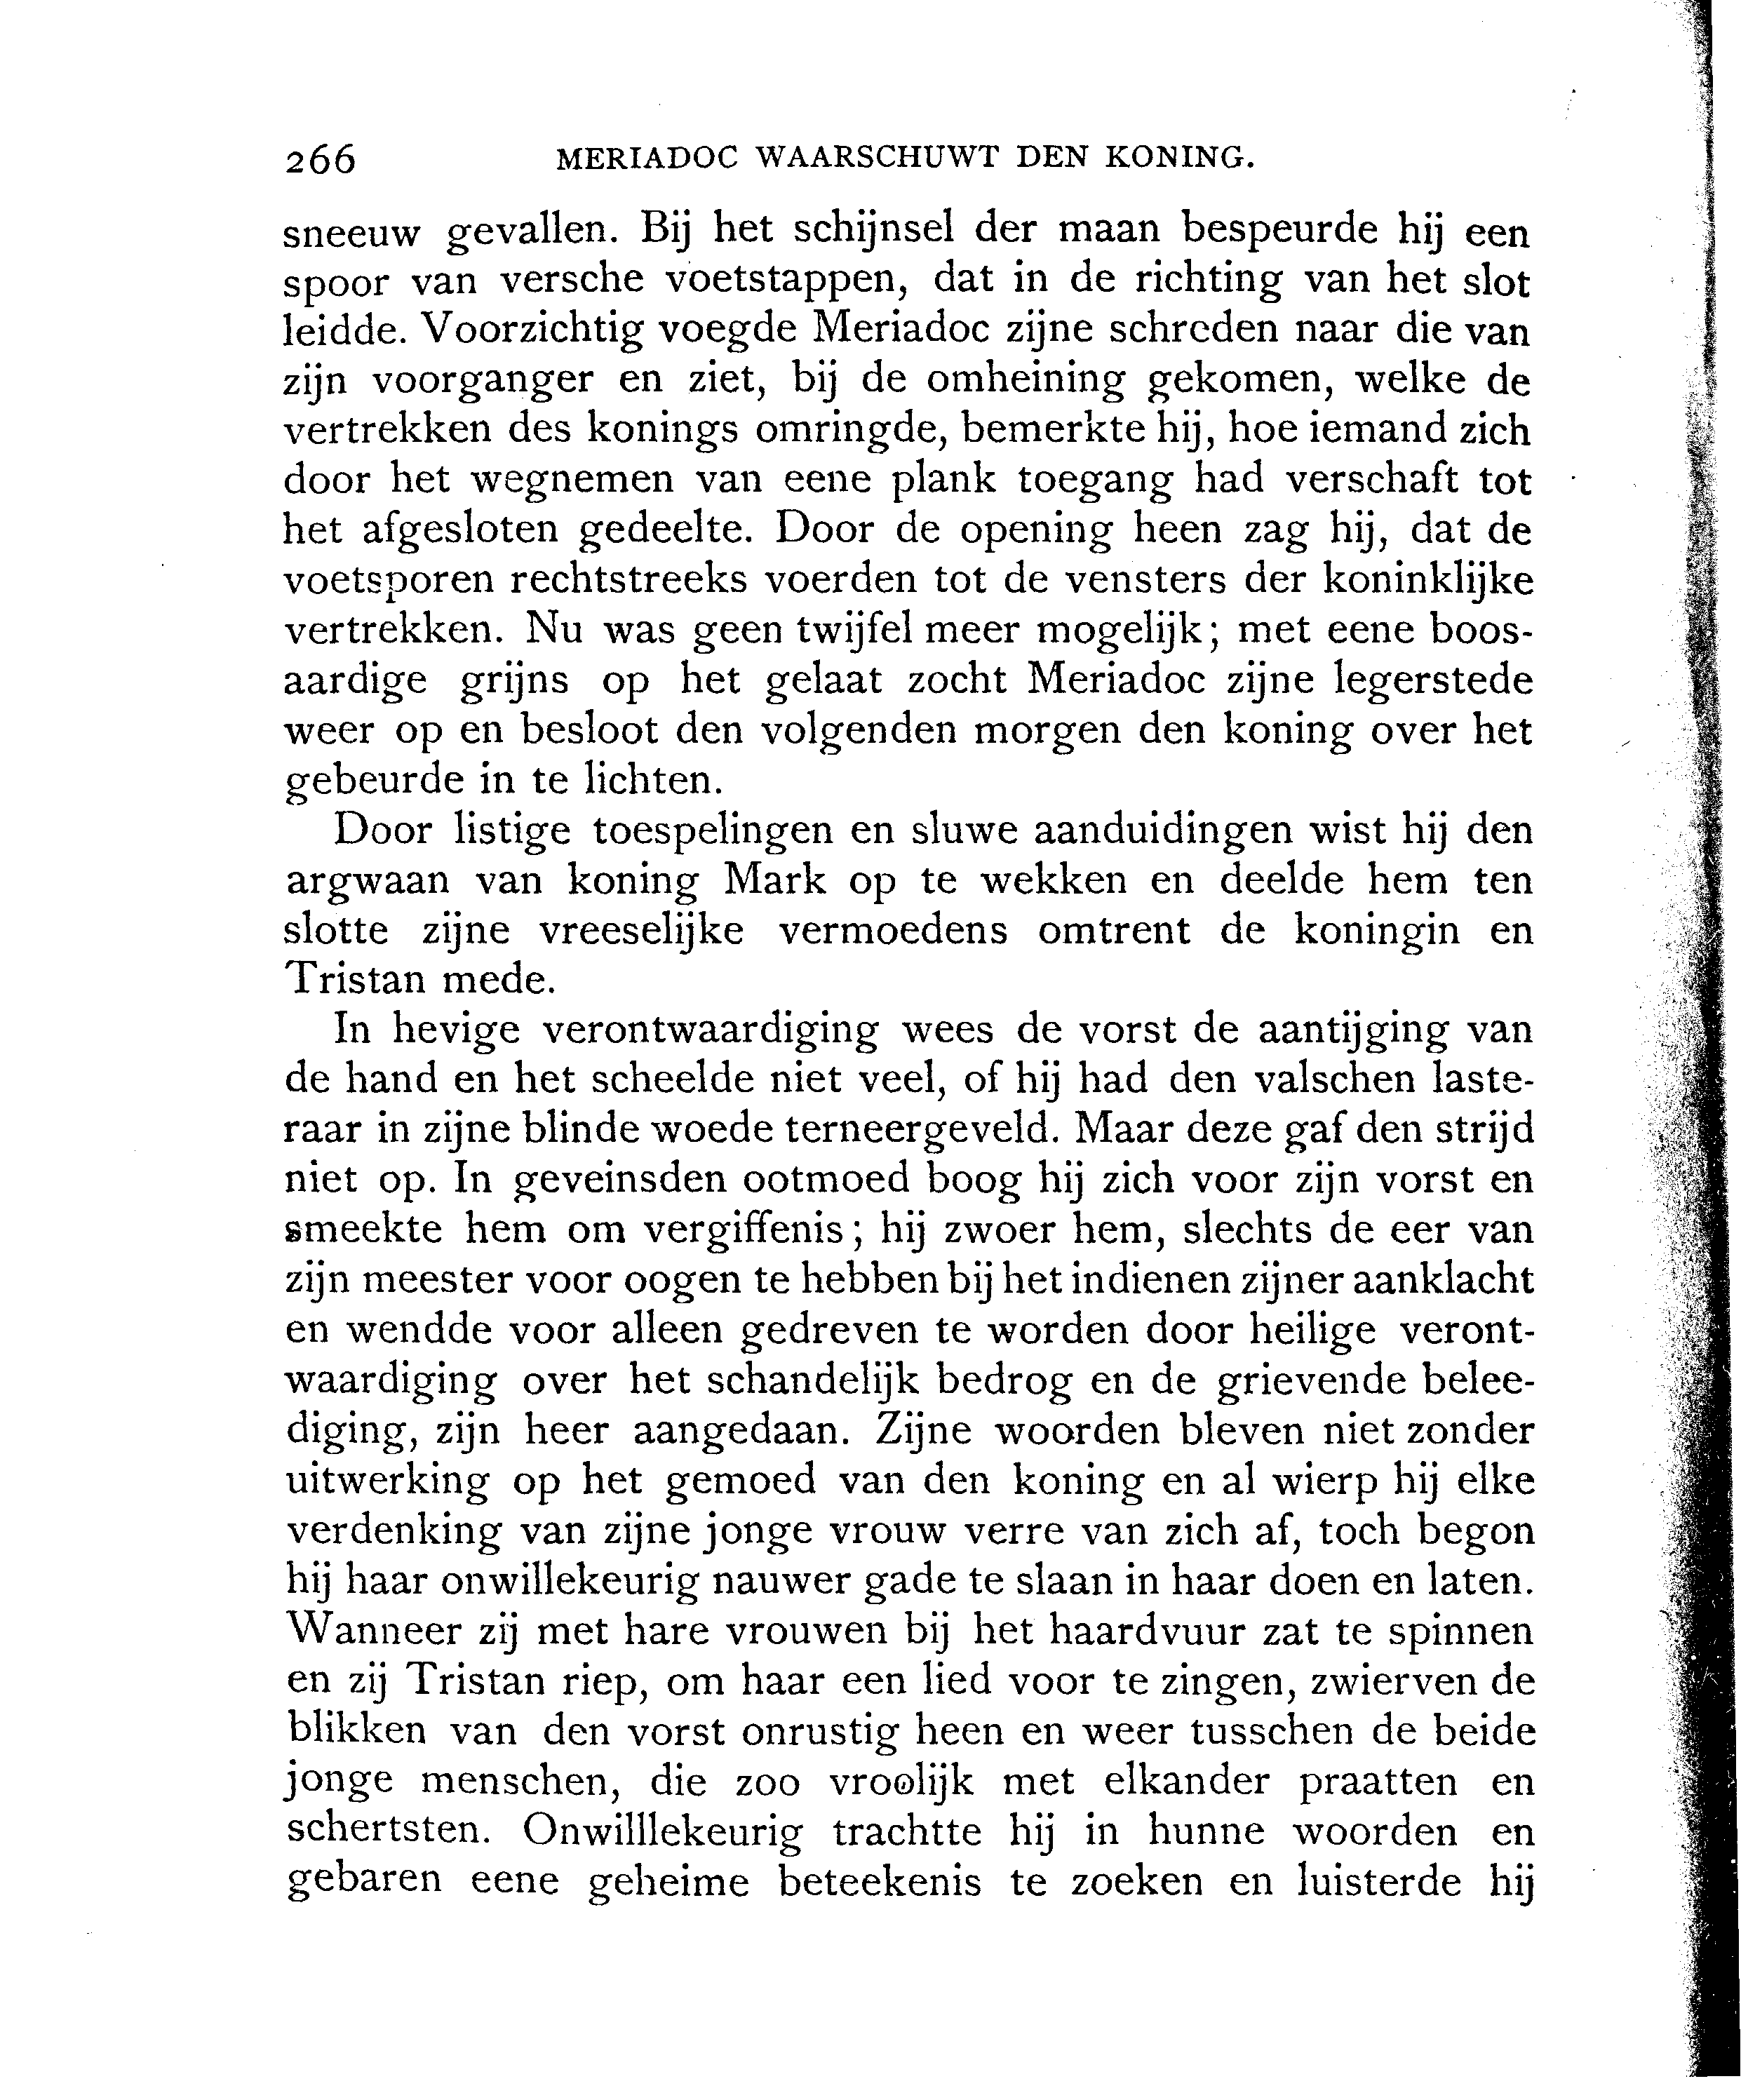 266 MERIADOC WAARSCHUWT DEN KONING.
sneeuw gevallen. Bij het schijnsel der maan bespeurde hij een
spoor van versche voetstappen, dat in de richting van het slot
leidde. Voorzichtig voegde Meriadoc zijne schreden naar die van
zijn voorganger en ziet, bij de omheining gekomen, welke de
vertrekken des konings omringde, bemerkte hij, hoe iemand zich
door het wegnemen van eene plank toegang had verschaft tot
het afgesloten gedeelte. Door de opening heen zag hij, dat de
voetsporen rechtstreeks voerden tot de vensters der koninklijke
vertrekken. Nu was geen twijfel meer mogelijk; met eene boos-
aardige grijns op het gelaat zocht Meriadoc zijne legerstede
weer op en besloot den volgenden morgen den koning over het
gebeurde in te lichten.
Door listige toespelingen en sluwe aanduidingen wist hij den
argwaan van koning Mark op te wekken en deelde hem ten
slotte zijne vreeselijke vermoedens omtrent de koningin en
Tristan mede.
In hevige verontwaardiging wees de vorst de aantijging van
de hand en het scheelde niet veel, of hij had den valschen laste-
raar in zijne blinde woede terneergeveld. Maar deze gaf den strijd
niet op. In geveinsden ootmoed boog hij zich voor zijn vorst en
smeekte hem om vergiffenis; hij zwoer hem, slechts de eer van
zijn meester voor oogen te hebben bij het indienen zijner aanklacht
en wendde voor alleen gedreven te worden door heilige veront-
waardiging over het schandelijk bedrog en de grievende belee-
diging, zijn heer aangedaan. Zijne woorden bleven niet zonder
uitwerking op het gemoed van den koning en al wierp hij elke
verdenking van zijne jonge vrouw verre van zich af, toch begon
hij haar onwillekeurig nauwer gade te slaan in haar doen en laten.
Wanneer zij met hare vrouwen bij het haardvuur zat te spinnen
en zij Tristan riep, om haar een lied voor te zingen, zwierven de
blikken van den vorst onrustig heen en weer tusschen de beide
jonge menschen, die zoo vroolijk met elkander praatten en
schertsten. Onwilllekeurig trachtte hij in hunne woorden en
gebaren eene geheime beteekenis te zoeken en luisterde hij